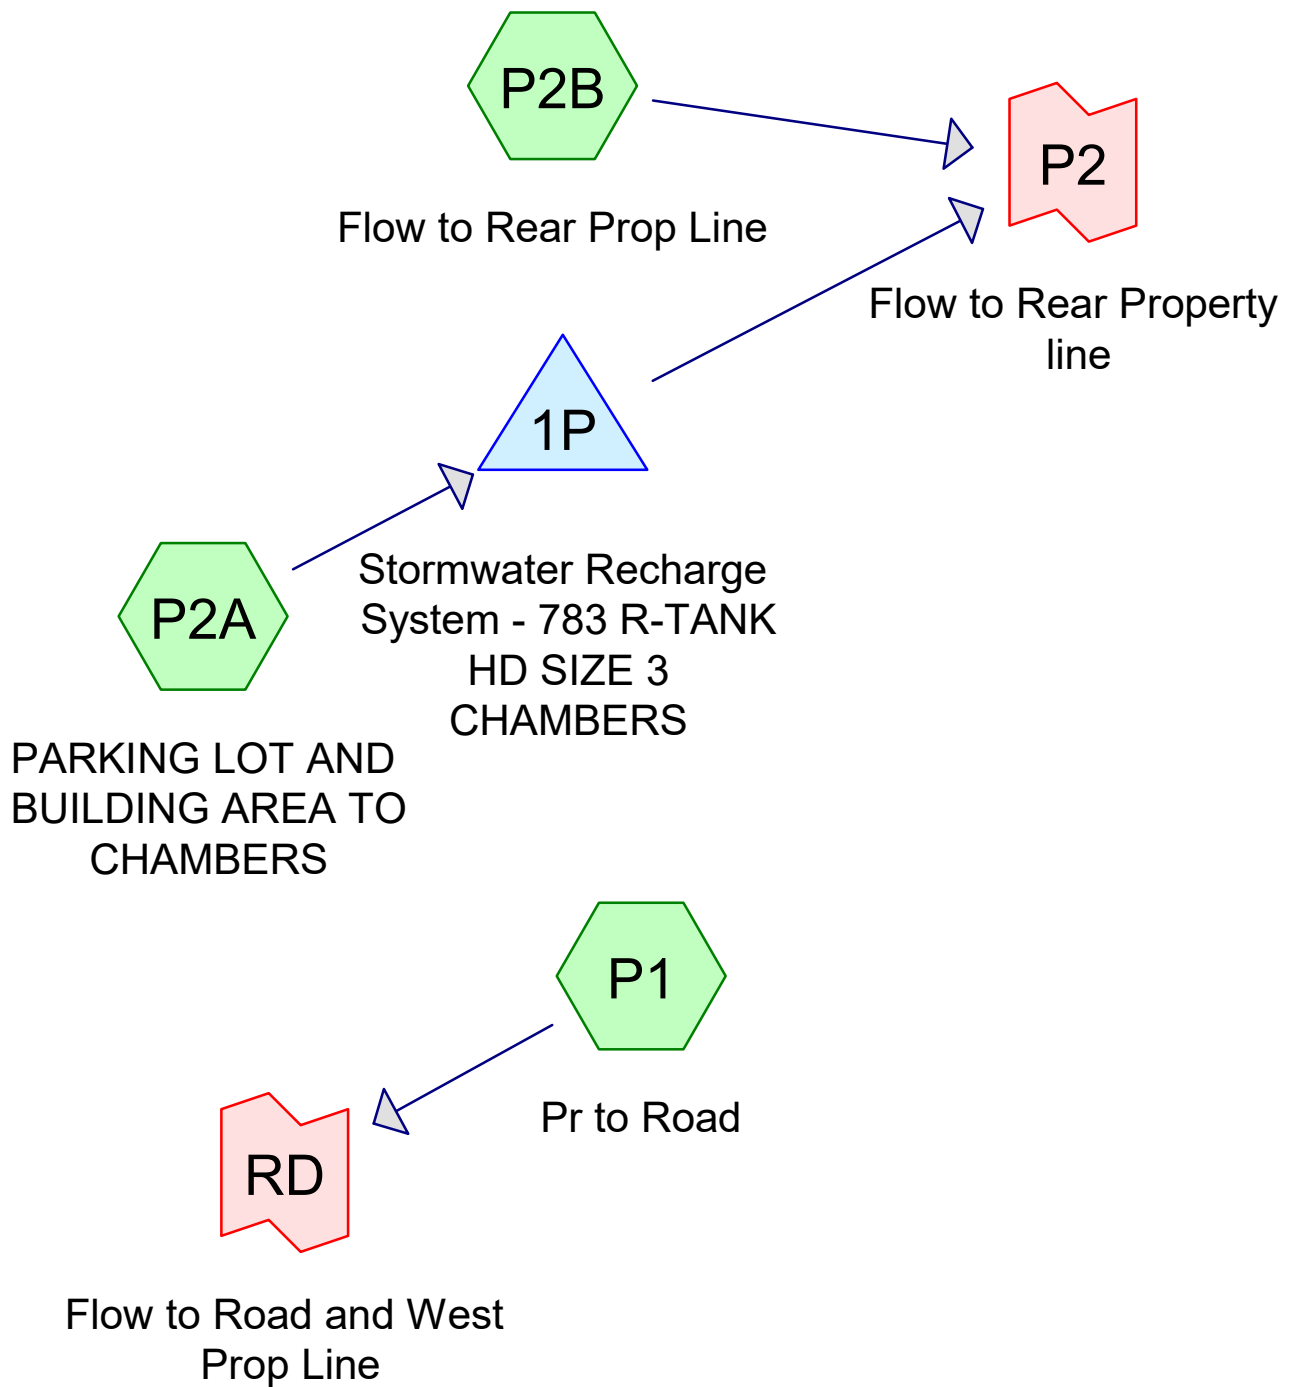 P2B
Flow to Rear Prop Line
P2
Flow to Rear Property
line
1P
Stormwater Recharge
System - 783 R-TANK
HD SIZE 3
CHAMBERS
P2A
PARKING LOT AND
BUILDING AREA TO
CHAMBERS
P1
Pr to Road
RD
Flow to Road and West
Prop Line